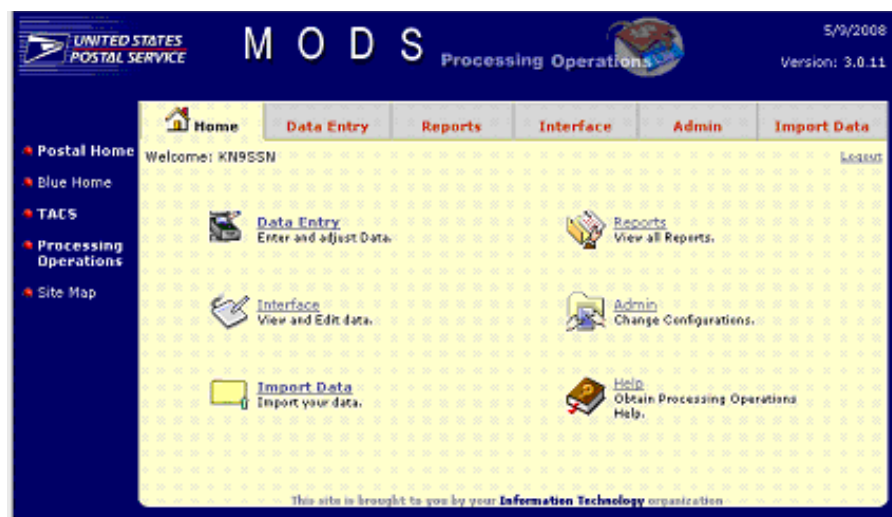 UNITED STATES
POSTAL SERVICE
M O D S Processing Operations
5/9/2008
Version: 3.0.11
Home Data Entry Reports Interface Admin Import Data
Postal Home
Blue Home
TACS
Processing
Operations
Site Map
Welcome: KN9SSN Logout
Data Entry
Enter and adjust Data.
Reports
View all Reports.
Interface
View and Edit data.
Admin
Change Configurations.
Import Data
Import your data.
Help
Obtain Processing Operations
Help.
This site is brought to you by your Information Technology organization